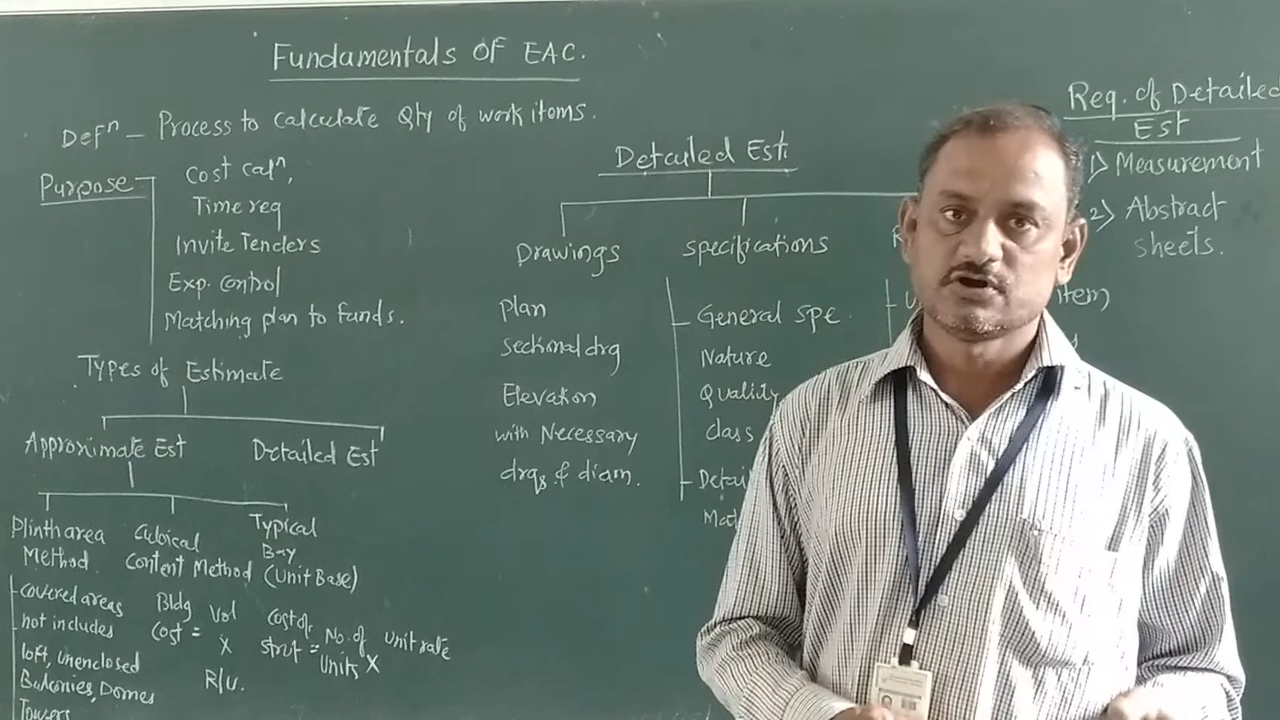 Fundamentals OF EAC.
Defⁿ – Process to calculate Qty of work items.
Purpose
Cost calⁿ,
Time req
Invite Tenders
Exp. control
Matching plan to funds.
Types of Estimate
Approximate Est
Detailed Est
Plinth area
Method.
covered areas
not includes
loft, unenclosed
Balconies, Domes
Towers
Cubical
Content Method
Bldg Vol
Cost = X
R/U.
Typical
Bay
(Unit Base)
Cost of
Strut = No. of Units X Unit rate
Detailed Est.
Drawings
Plan
Sectional drg
Elevation
with Necessary
drgs & diam.
Specifications
General spe.
Nature
Quality
class
Req. of Detailed
Est
1) Measurement
2) Abstract
sheets.
item